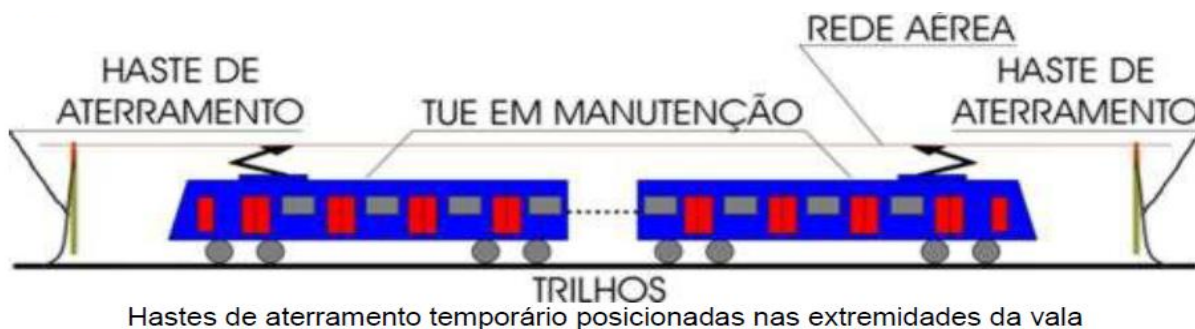 REDE AÉREA
HASTE DE
ATERRAMENTO
TUE EM MANUTENÇÃO
HASTE DE
ATERRAMENTO
TRILHOS
Hastes de aterramento temporário posicionadas nas extremidades da vala